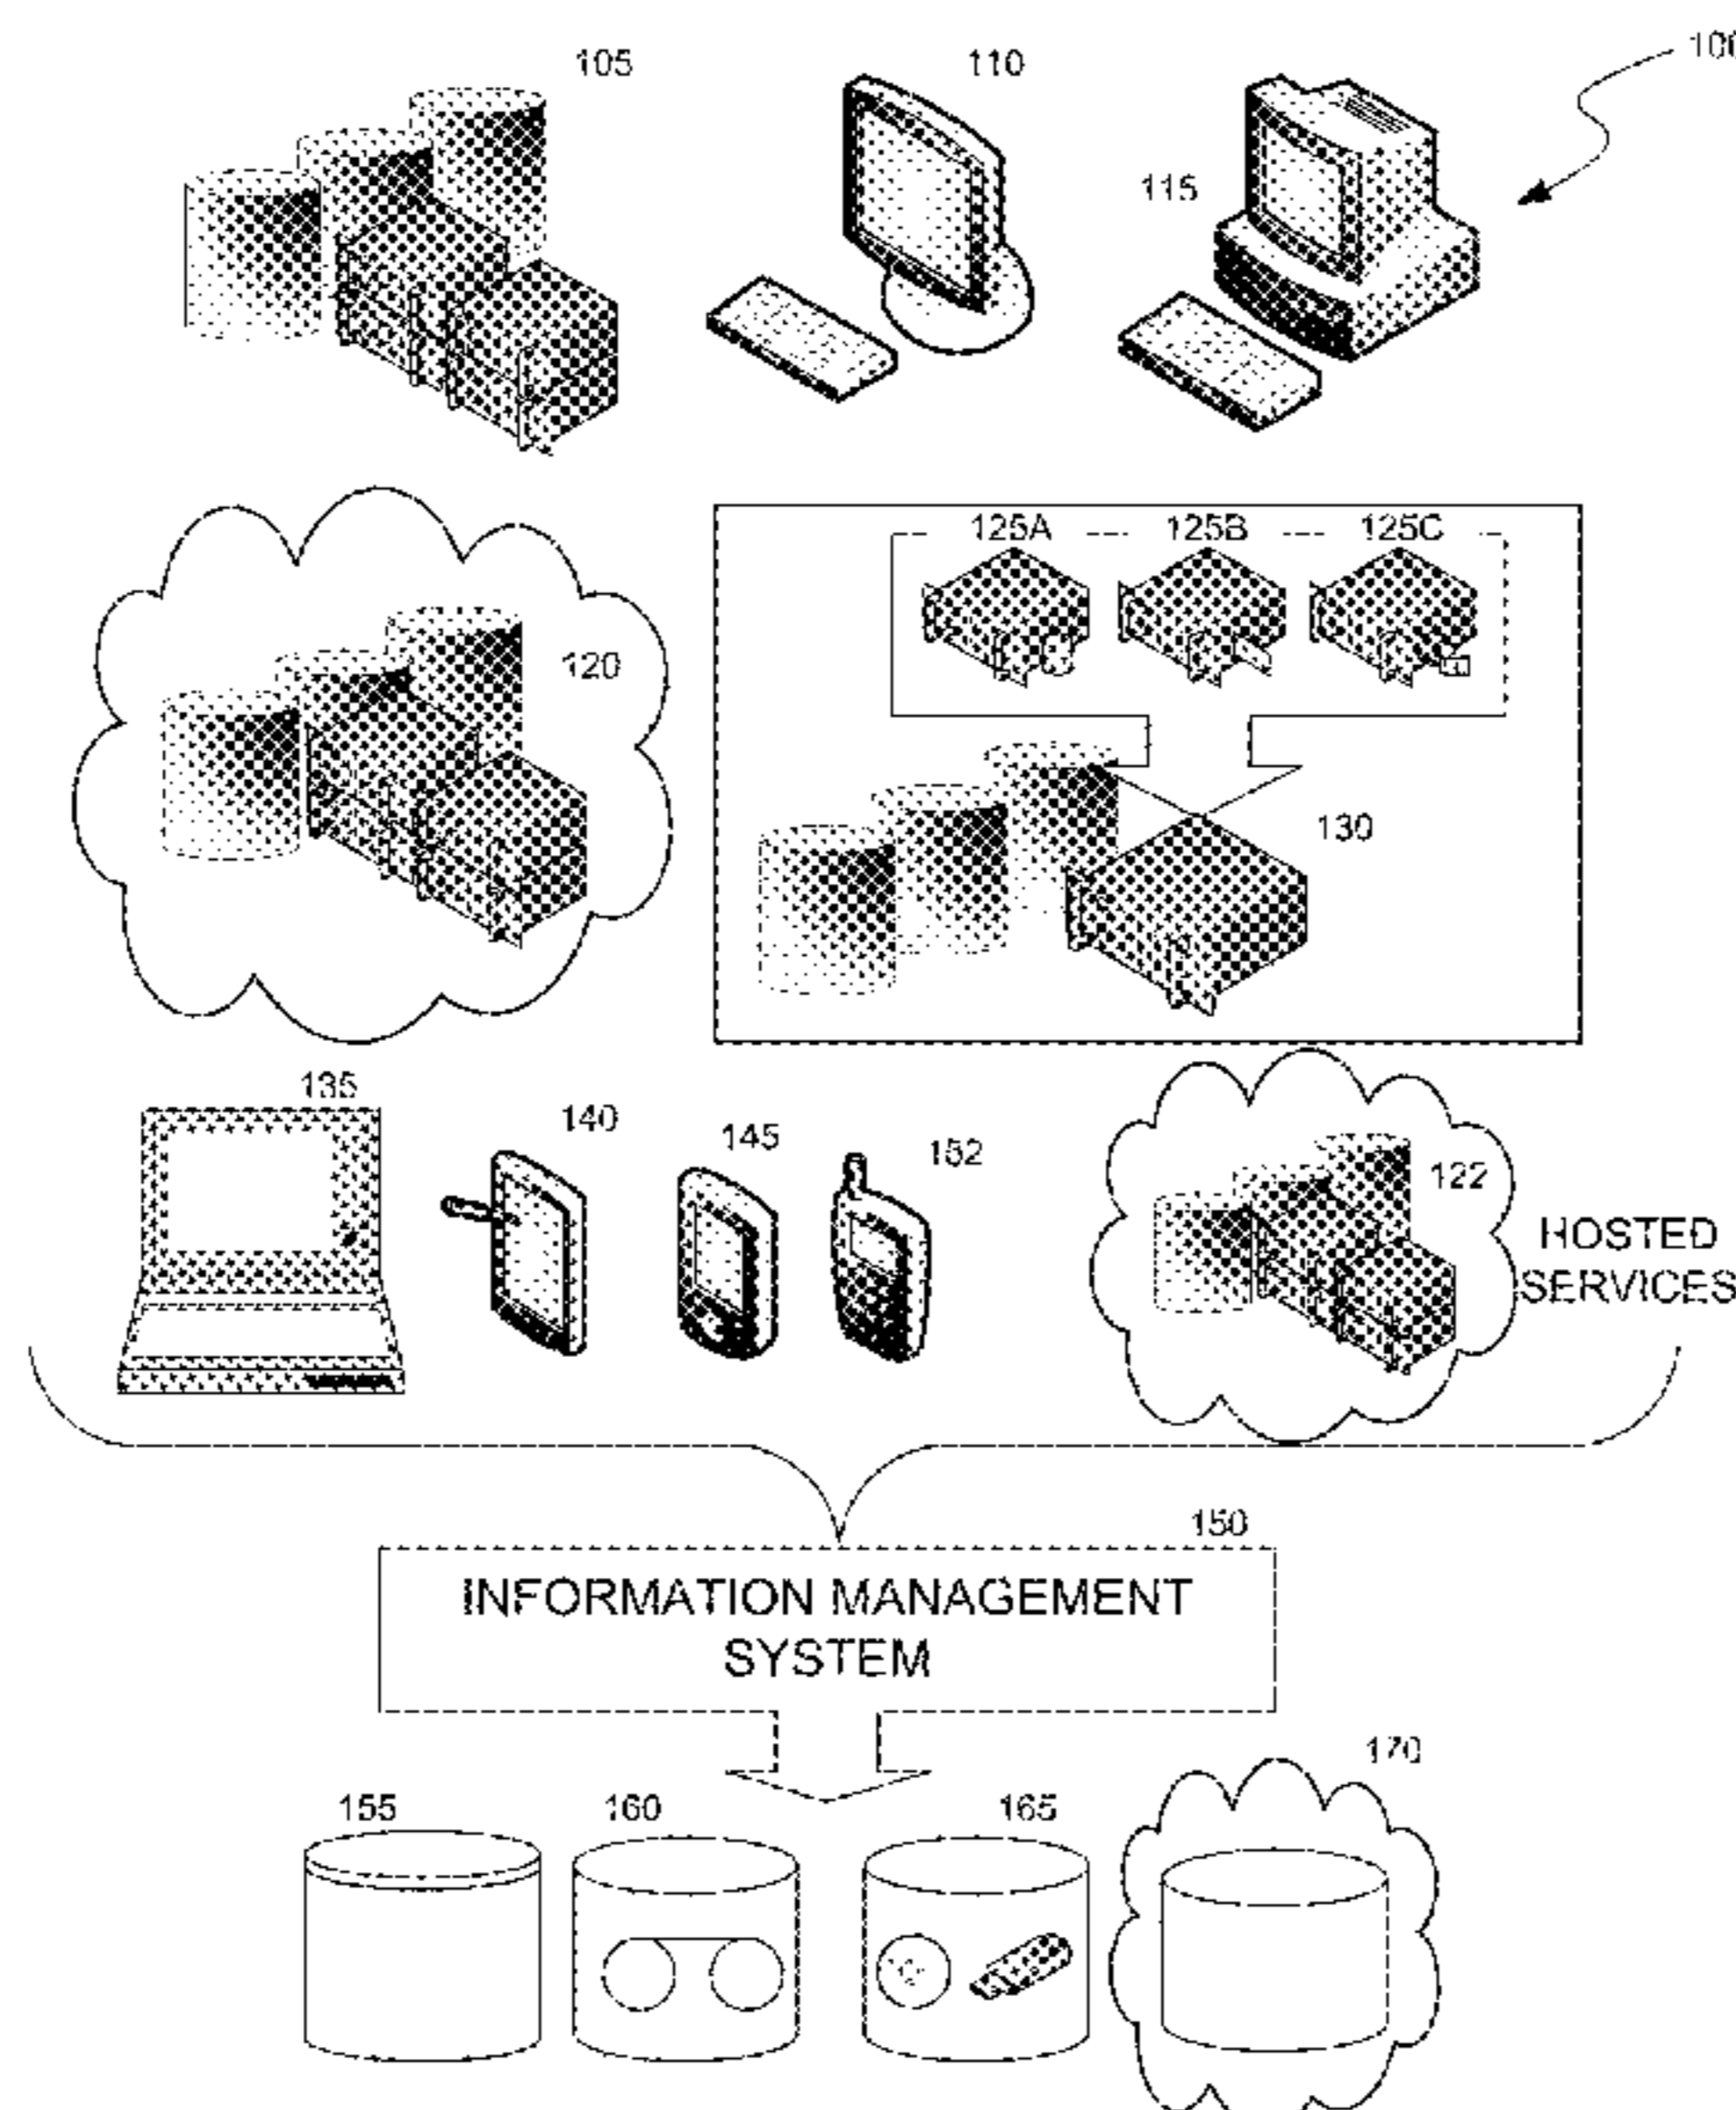 105
110
100
115
125A
125B
125C
120
130
135
140
145
152
122
HOSTED
SERVICES
150
INFORMATION MANAGEMENT
SYSTEM
170
155
160
165